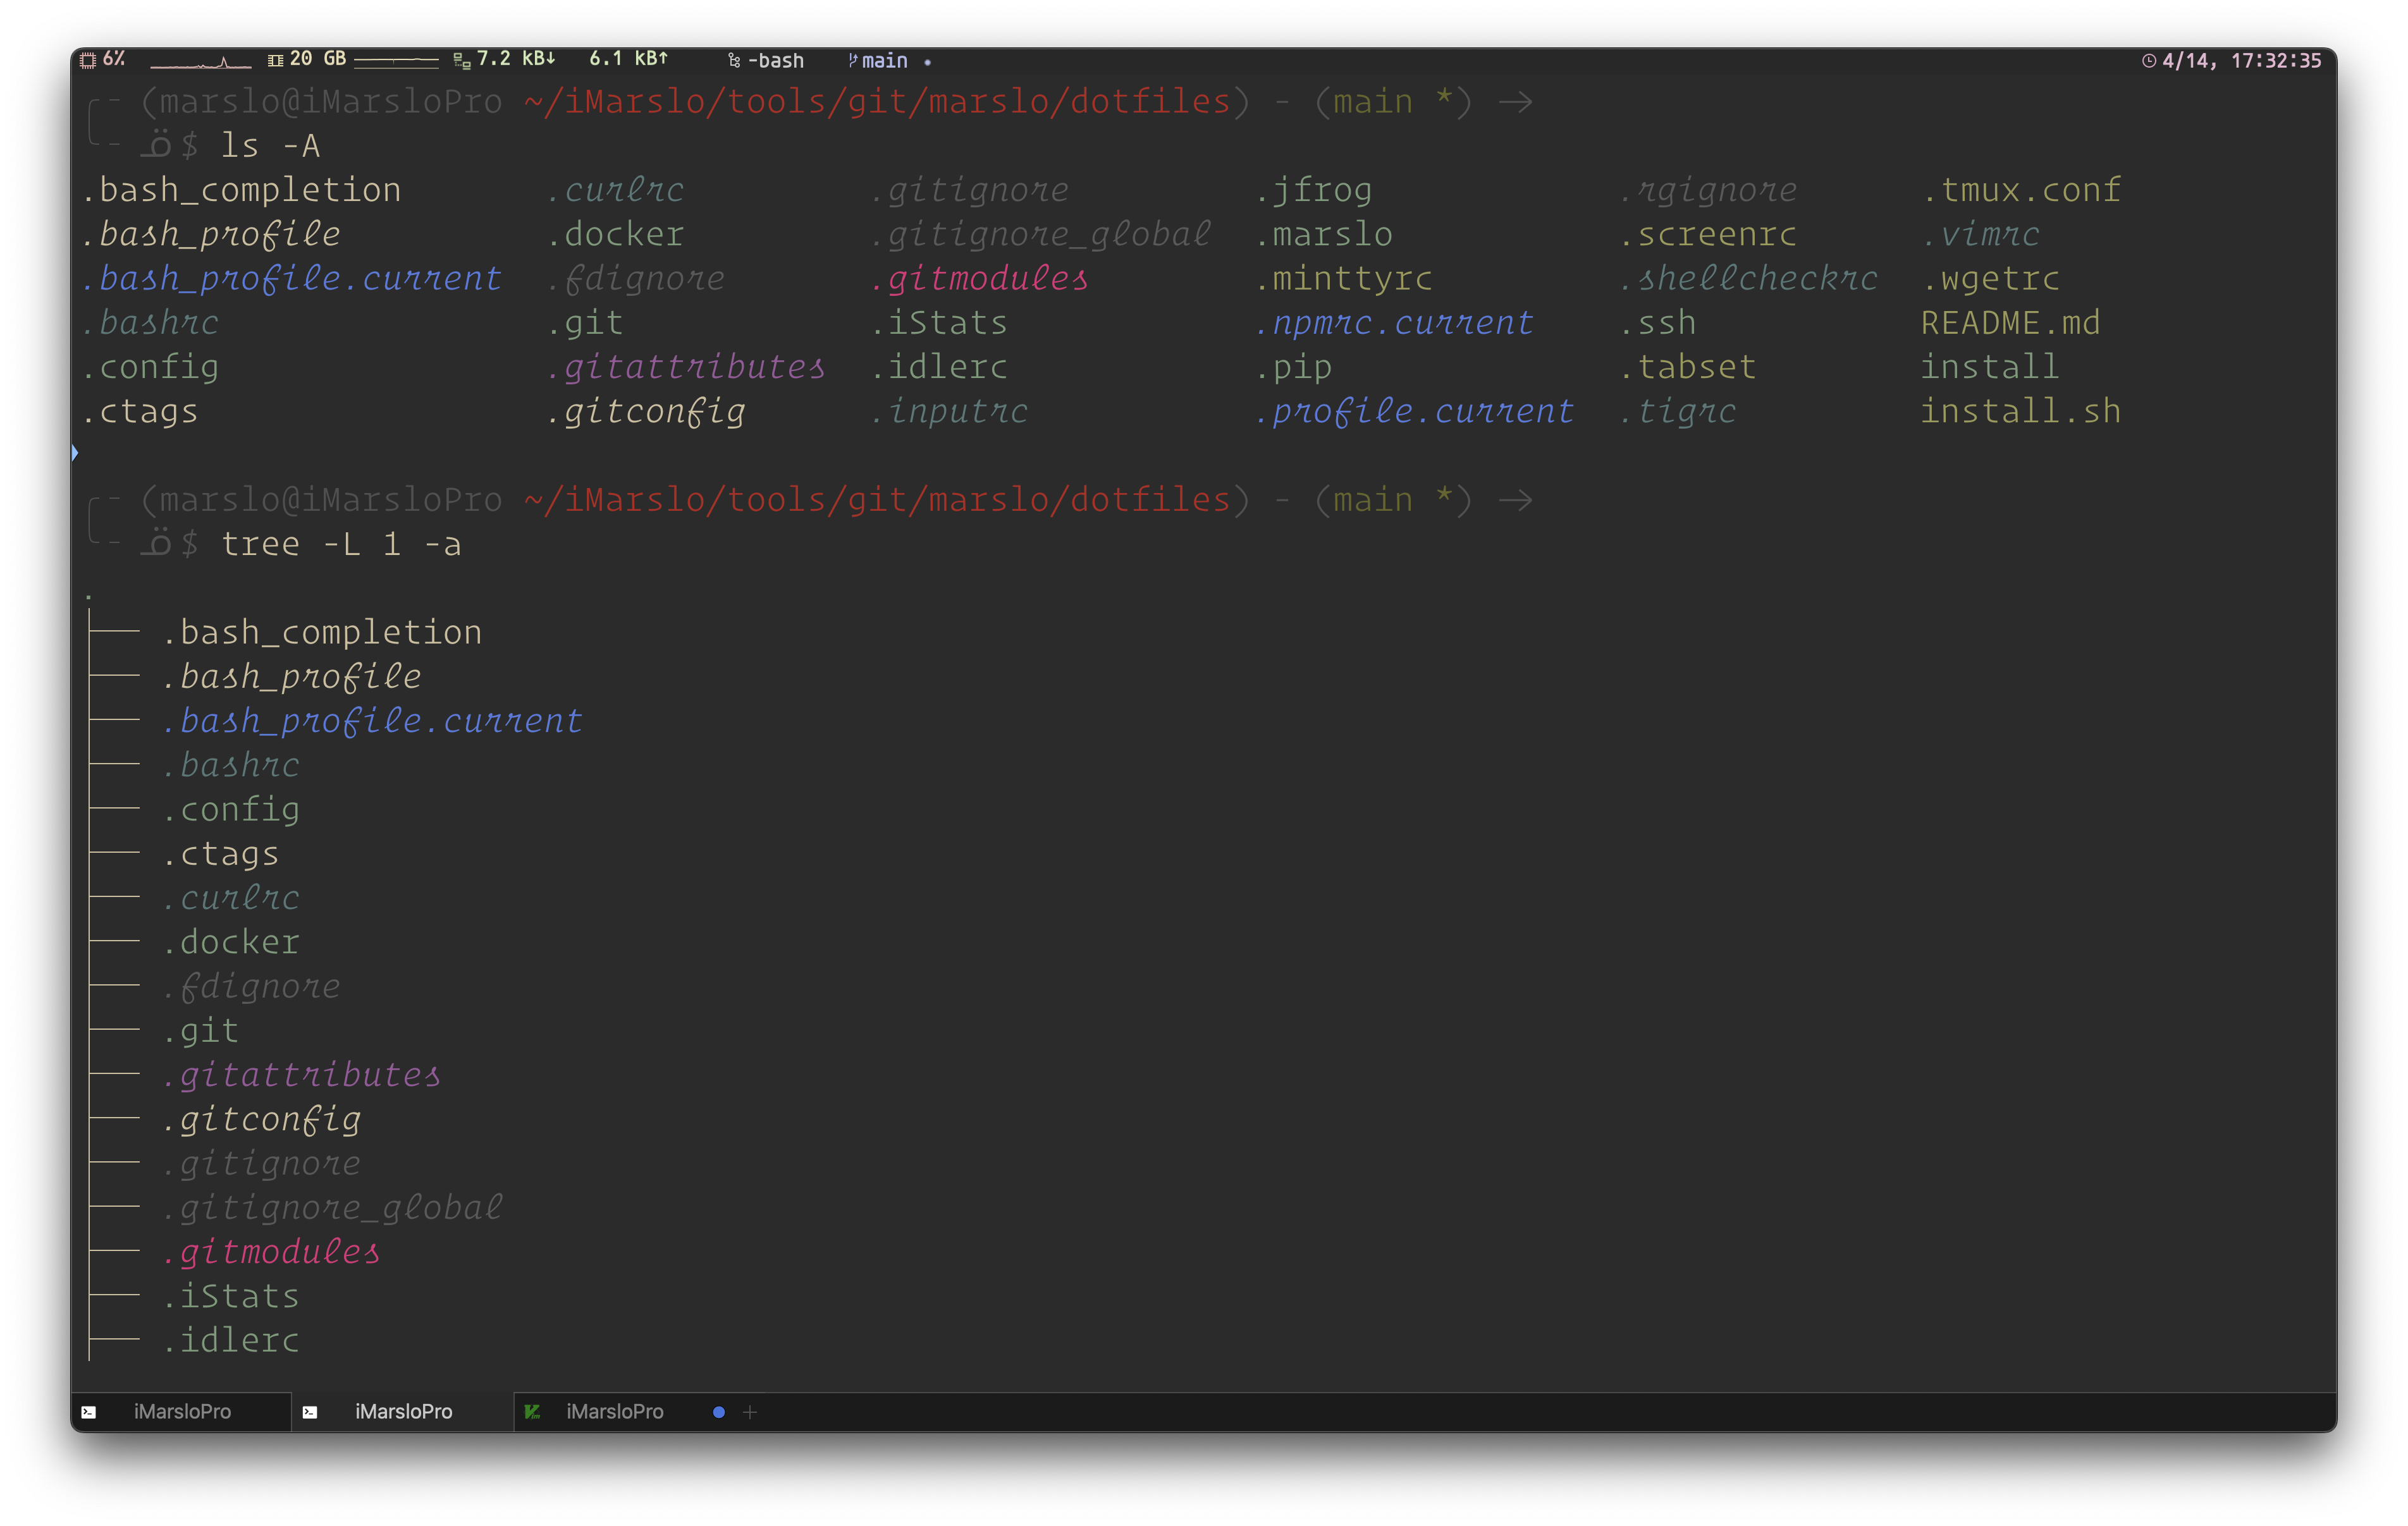 6% 20 GB 7.2 kB↓ 6.1 kB↑ -bash main • 4/14, 17:32:35
(marslo@iMarsloPro ~/iMarslo/tools/git/marslo/dotfiles) - (main *) →
$ ls -A
.bash_completion .curlrc .gitignore .jfrog .rgignore .tmux.conf
.bash_profile .docker .gitignore_global .marslo .screenrc .vimrc
.bash_profile.current .fdignore .gitmodules .minttyrc .shellcheckrc .wgetrc
.bashrc .git .iStats .npmrc.current .ssh README.md
.config .gitattributes .idlerc .pip .tabset install
.ctags .gitconfig .inputrc .profile.current .tigrc install.sh
(marslo@iMarsloPro ~/iMarslo/tools/git/marslo/dotfiles) - (main *) →
$ tree -L 1 -a
.
├── .bash_completion
├── .bash_profile
├── .bash_profile.current
├── .bashrc
├── .config
├── .ctags
├── .curlrc
├── .docker
├── .fdignore
├── .git
├── .gitattributes
├── .gitconfig
├── .gitignore
├── .gitignore_global
├── .gitmodules
├── .iStats
├── .idlerc
iMarsloPro iMarsloPro iMarsloPro +